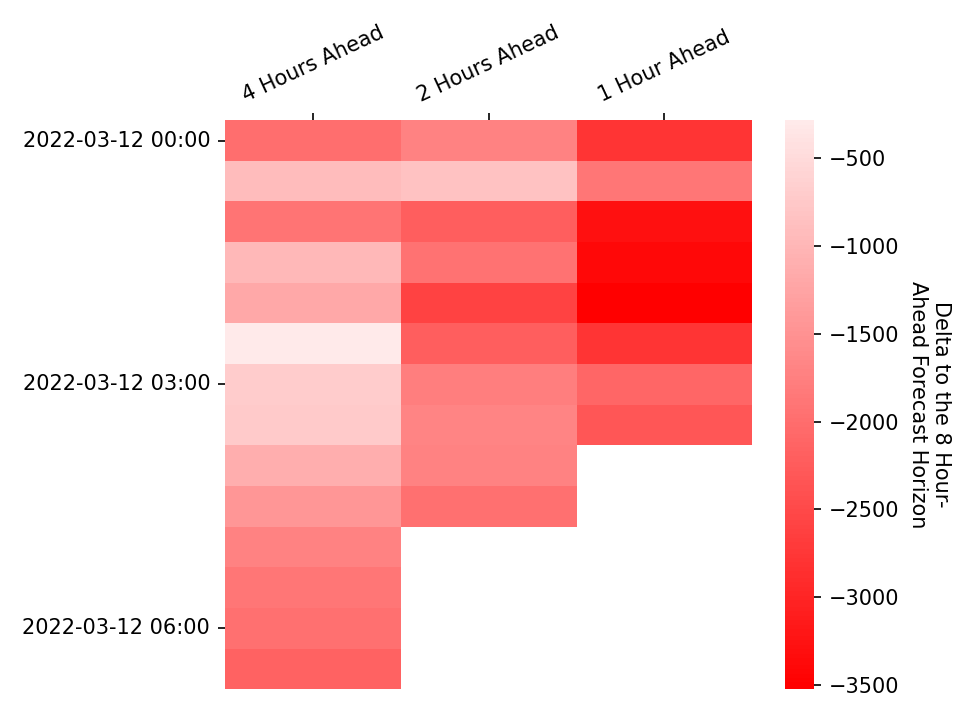 4 Hours Ahead
2 Hours Ahead
1 Hour Ahead
2022-03-12 00:00
2022-03-12 03:00
2022-03-12 06:00
−500
−1000
−1500
−2000
−2500
−3000
−3500
Delta to the 8 Hour-
Ahead Forecast Horizon